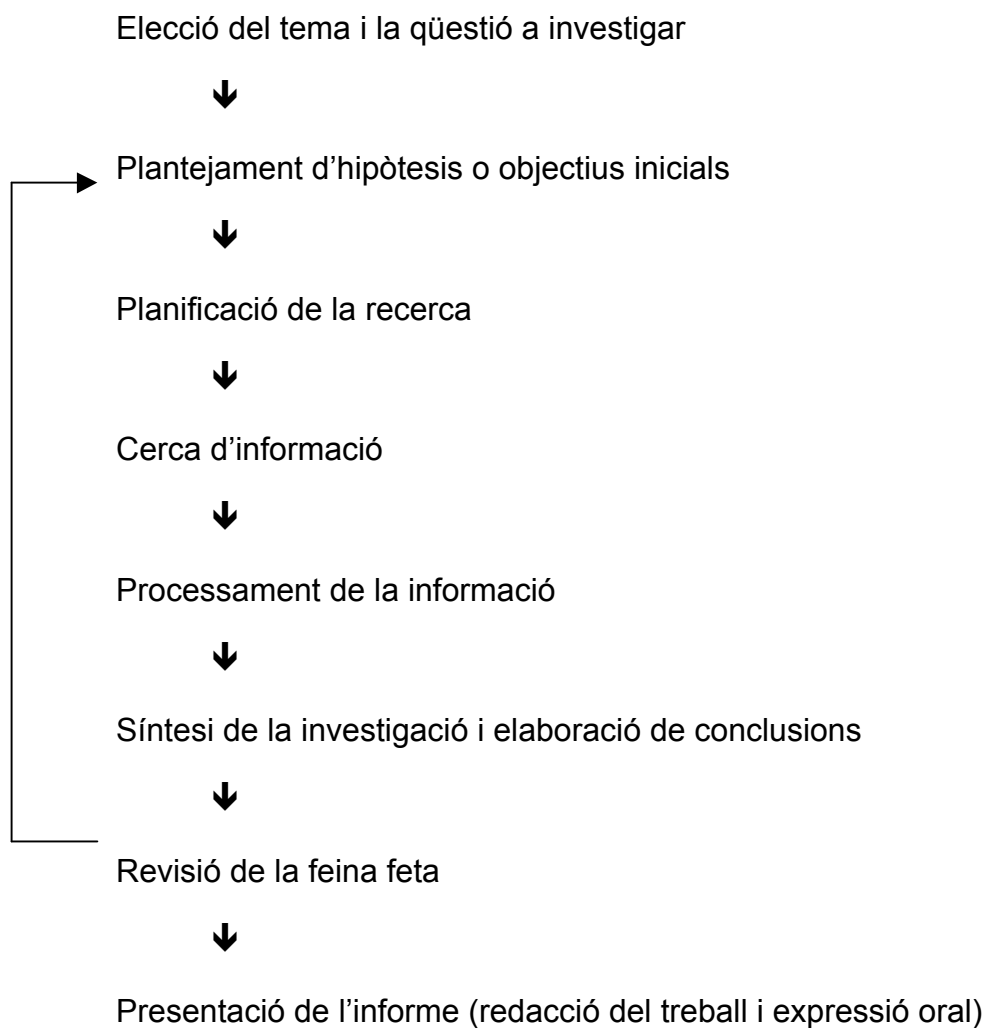 Elecció del tema i la qüestió a investigar
Plantejament d’hipòtesis o objectius inicials
Planificació de la recerca
Cerca d’informació
Processament de la informació
Síntesi de la investigació i elaboració de conclusions
Revisió de la feina feta
Presentació de l’informe (redacció del treball i expressió oral)